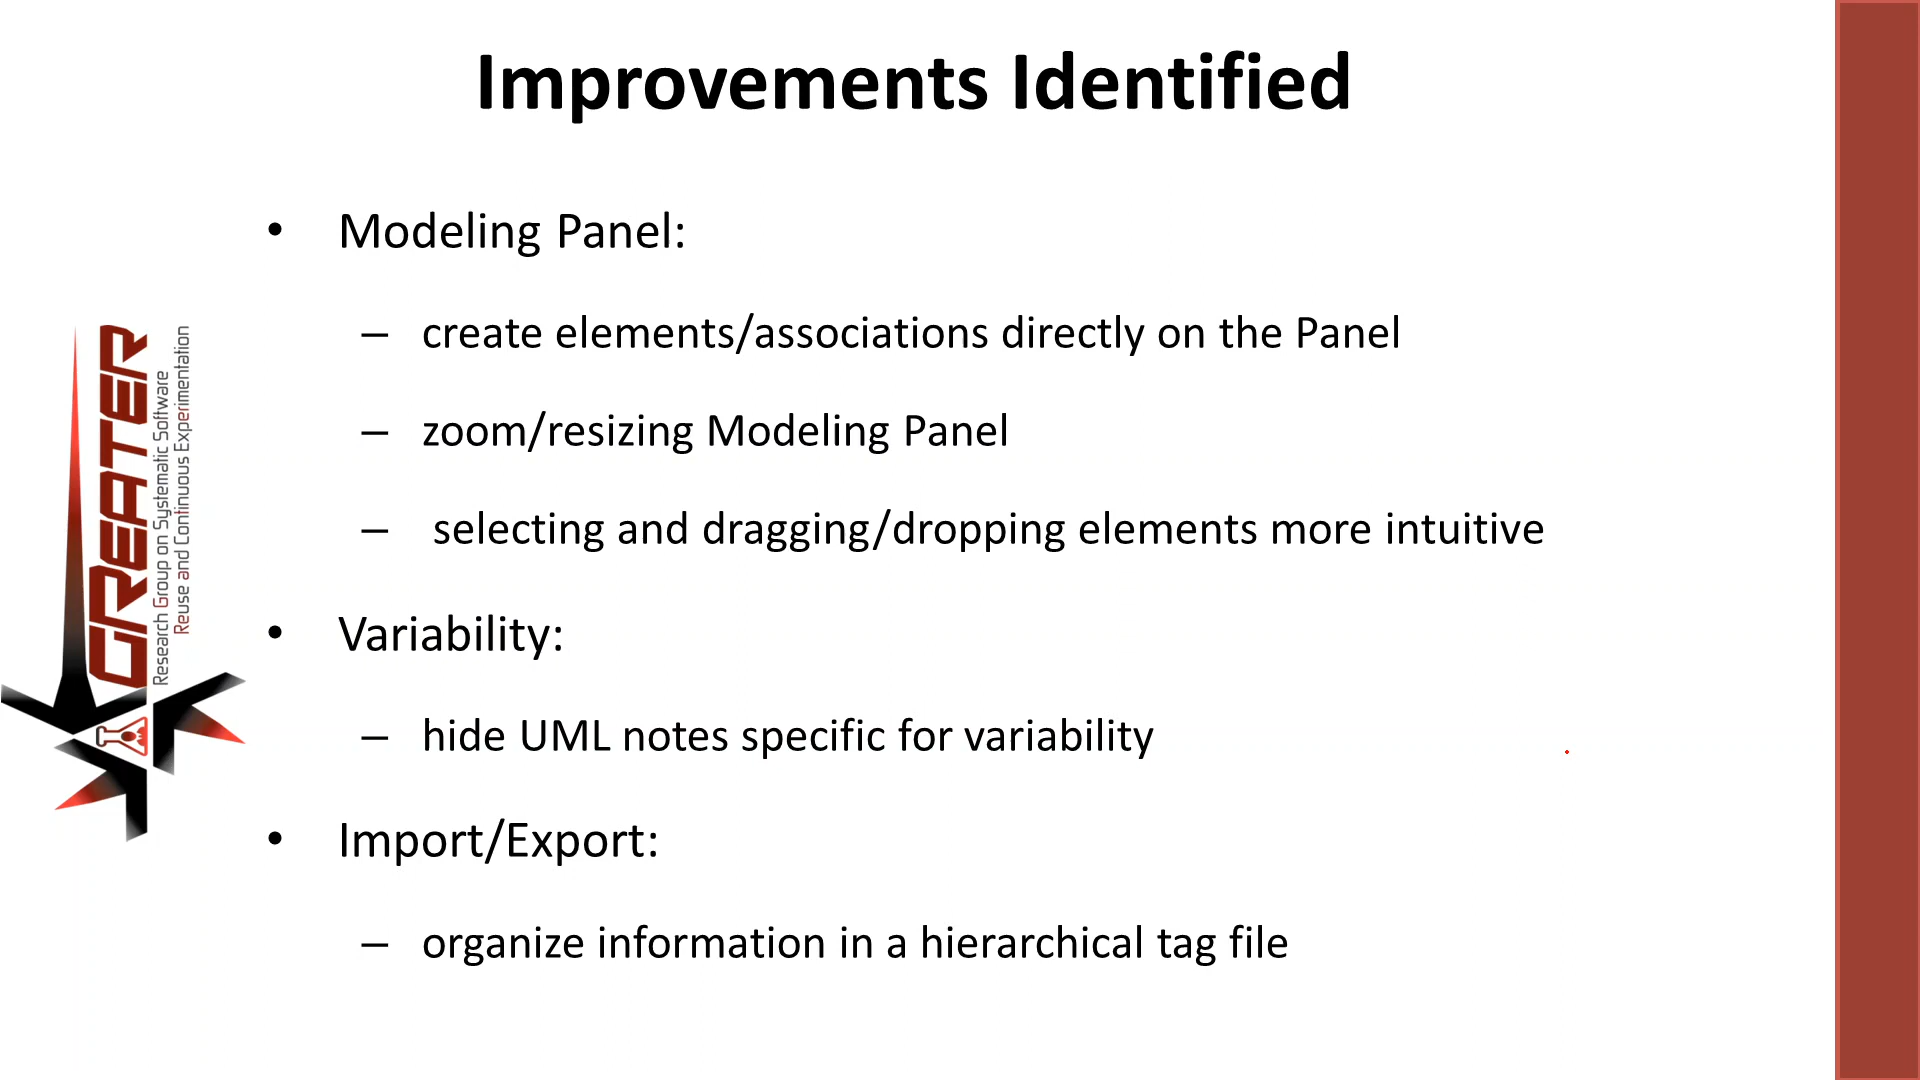 Improvements Identified
• Modeling Panel:
– create elements/associations directly on the Panel
– zoom/resizing Modeling Panel
– selecting and dragging/dropping elements more intuitive
• Variability:
– hide UML notes specific for variability
• Import/Export:
– organize information in a hierarchical tag file
GREATER
Research Group on Systematic Software
Reuse and Continuous Experimentation